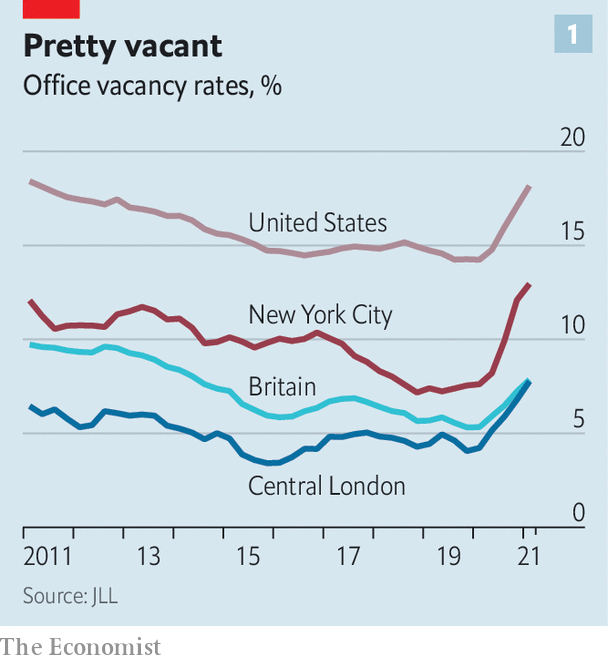 1
Pretty vacant
Office vacancy rates, %
20
United States
15
New York City
10
Britain
5
Central London
0
2011 13 15 17 19 21
Source: JLL
The Economist